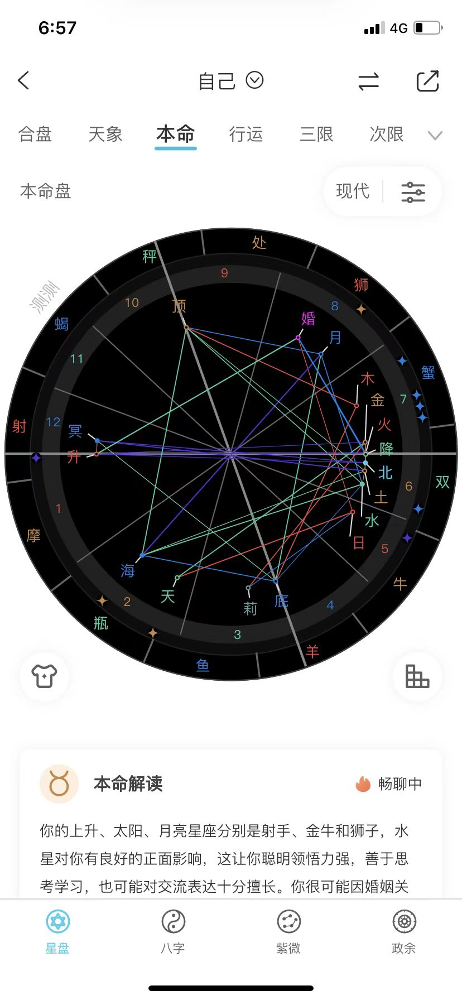 6:57
4G
自己
合盘 天象 本命 行运 三限 次限
本命盘
现代
测测
处
秤
9
狮
10
顶
8
婚
蝎
月
11
蟹
木
金
7
12
射
冥
火
升
降
北
双
6
土
1
水
摩
日
5
海
牛
天
2
底
4
莉
瓶
3
羊
鱼
本命解读
畅聊中
你的上升、太阳、月亮星座分别是射手、金牛和狮子，水
星对你有良好的正面影响，这让你聪明领悟力强，善于思
考学习，也可能对交流表达十分擅长。你很可能因婚姻关
星盘 八字 紫微 政余